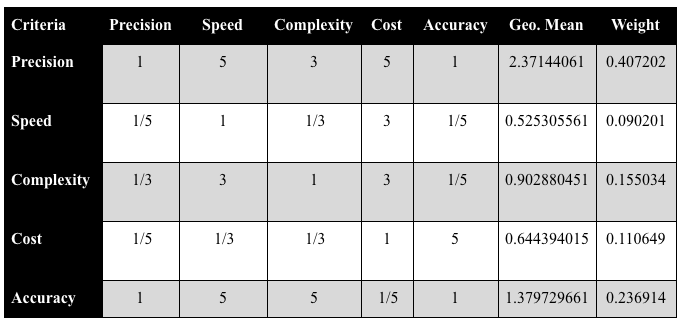 Criteria Precision Speed Complexity Cost Accuracy Geo. Mean Weight
Precision 1 5 3 5 1 2.37144061 0.407202
Speed 1/5 1 1/3 3 1/5 0.525305561 0.090201
Complexity 1/3 3 1 3 1/5 0.902880451 0.155034
Cost 1/5 1/3 1/3 1 5 0.644394015 0.110649
Accuracy 1 5 5 1/5 1 1.379729661 0.236914